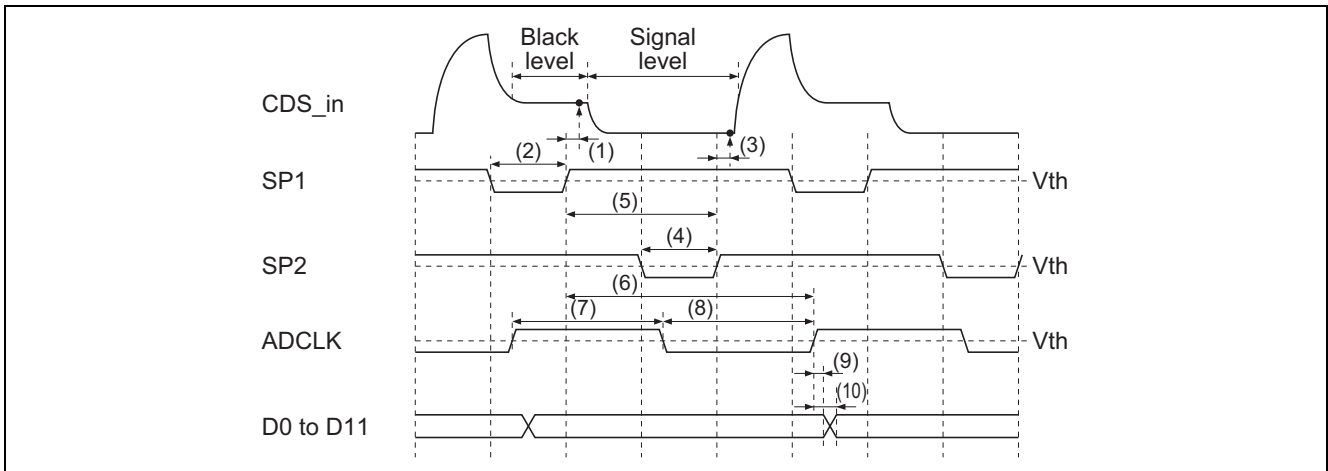 Black level
Signal level
CDS_in
(1)
(2)
(3)
SP1
Vth
(5)
(4)
SP2
Vth
(6)
(7)
(8)
ADCLK
Vth
(9)
(10)
D0 to D11